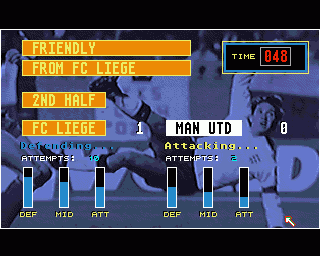 FRIENDLY
FROM FC LIEGE
TIME 048
2ND HALF
FC LIEGE 1 MAN UTD 0
Defending... Attacking...
ATTEMPTS: 10 ATTEMPTS: 2
DEF MID ATT DEF MID ATT